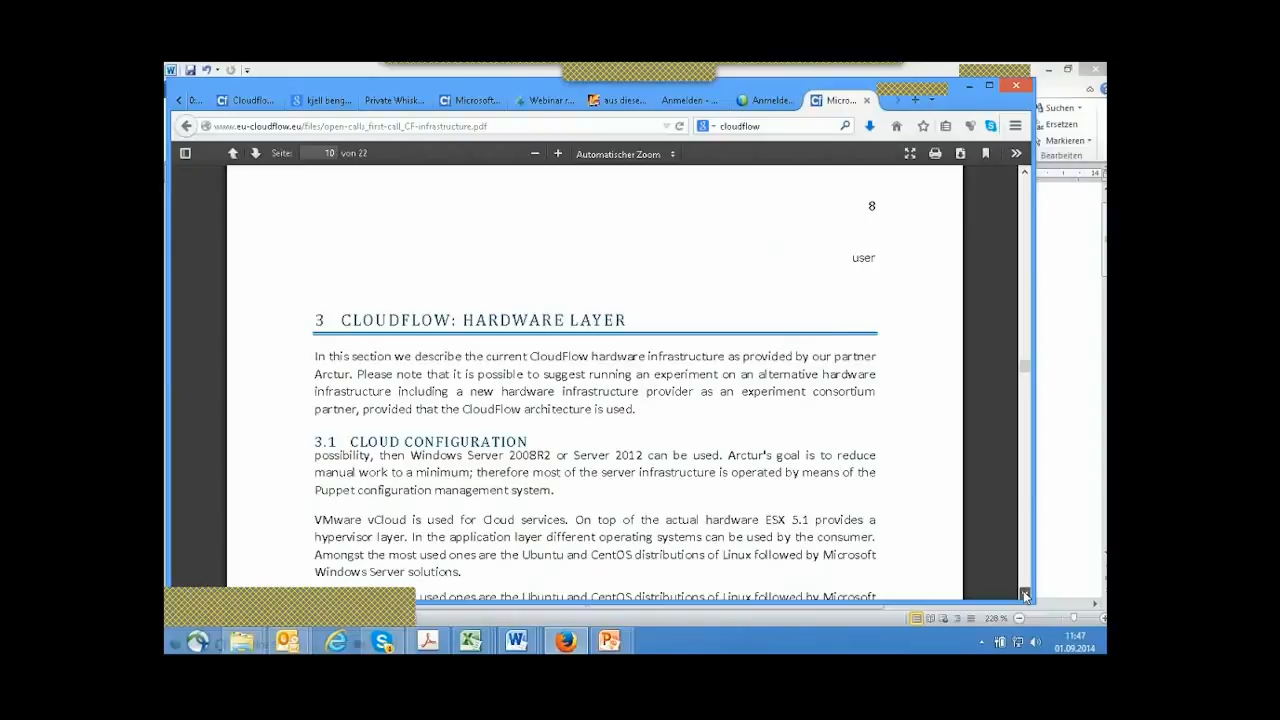 0...
Cloudflo...
kjell beng...
Private Whisk...
Microsoft...
Webinar r...
aus diese...
Anmelden - ...
Anmelde...
Micro...
www.eu-cloudflow.eu/files/open-calls_first-call_CF-infrastructure.pdf
cloudflow
Seite: 10 von 22
Automatischer Zoom
Suchen
Ersetzen
Markieren
Bearbeiten
14
8
user
3 CLOUDFLOW: HARDWARE LAYER
In this section we describe the current CloudFlow hardware infrastructure as provided by our partner
Arctur. Please note that it is possible to suggest running an experiment on an alternative hardware
infrastructure including a new hardware infrastructure provider as an experiment consortium
partner, provided that the CloudFlow architecture is used.
3.1 CLOUD CONFIGURATION
possibility, then Windows Server 2008R2 or Server 2012 can be used. Arctur's goal is to reduce
manual work to a minimum; therefore most of the server infrastructure is operated by means of the
Puppet configuration management system.
VMware vCloud is used for Cloud services. On top of the actual hardware ESX 5.1 provides a
hypervisor layer. In the application layer different operating systems can be used by the consumer.
Amongst the most used ones are the Ubuntu and CentOS distributions of Linux followed by Microsoft
Windows Server solutions.
used ones are the Ubuntu and CentOS distributions of Linux followed by Microsoft
228 %
11:47
01.09.2014